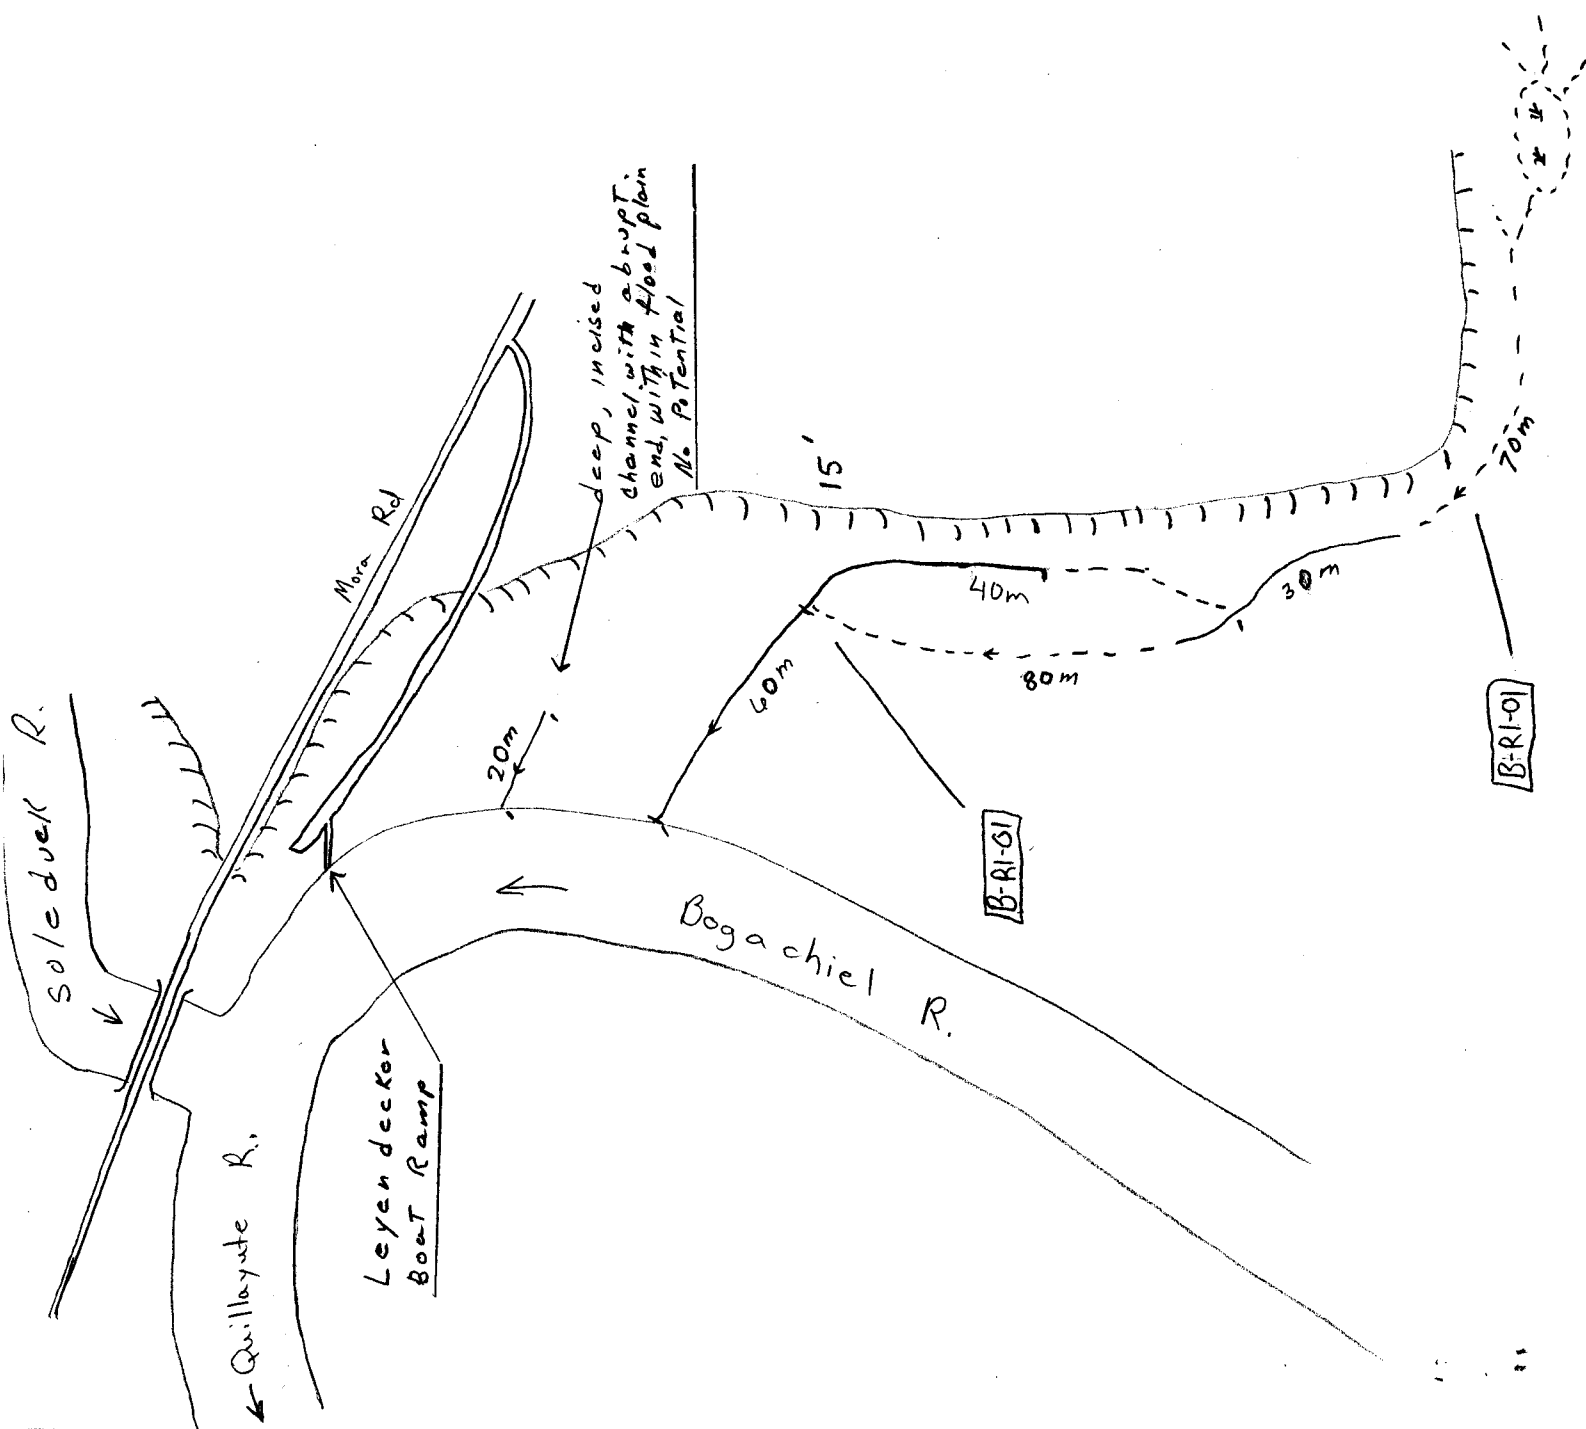 Soleduck R.
Mora Rd
deep, incised
channel with abrupt
end, within flood plain
No Potential
15'
70m
30m
40m
80m
60m
20m
B-R1-01
B-R1-01
Bogachiel R.
Leyendecker
Boat Ramp
Quillayute R.